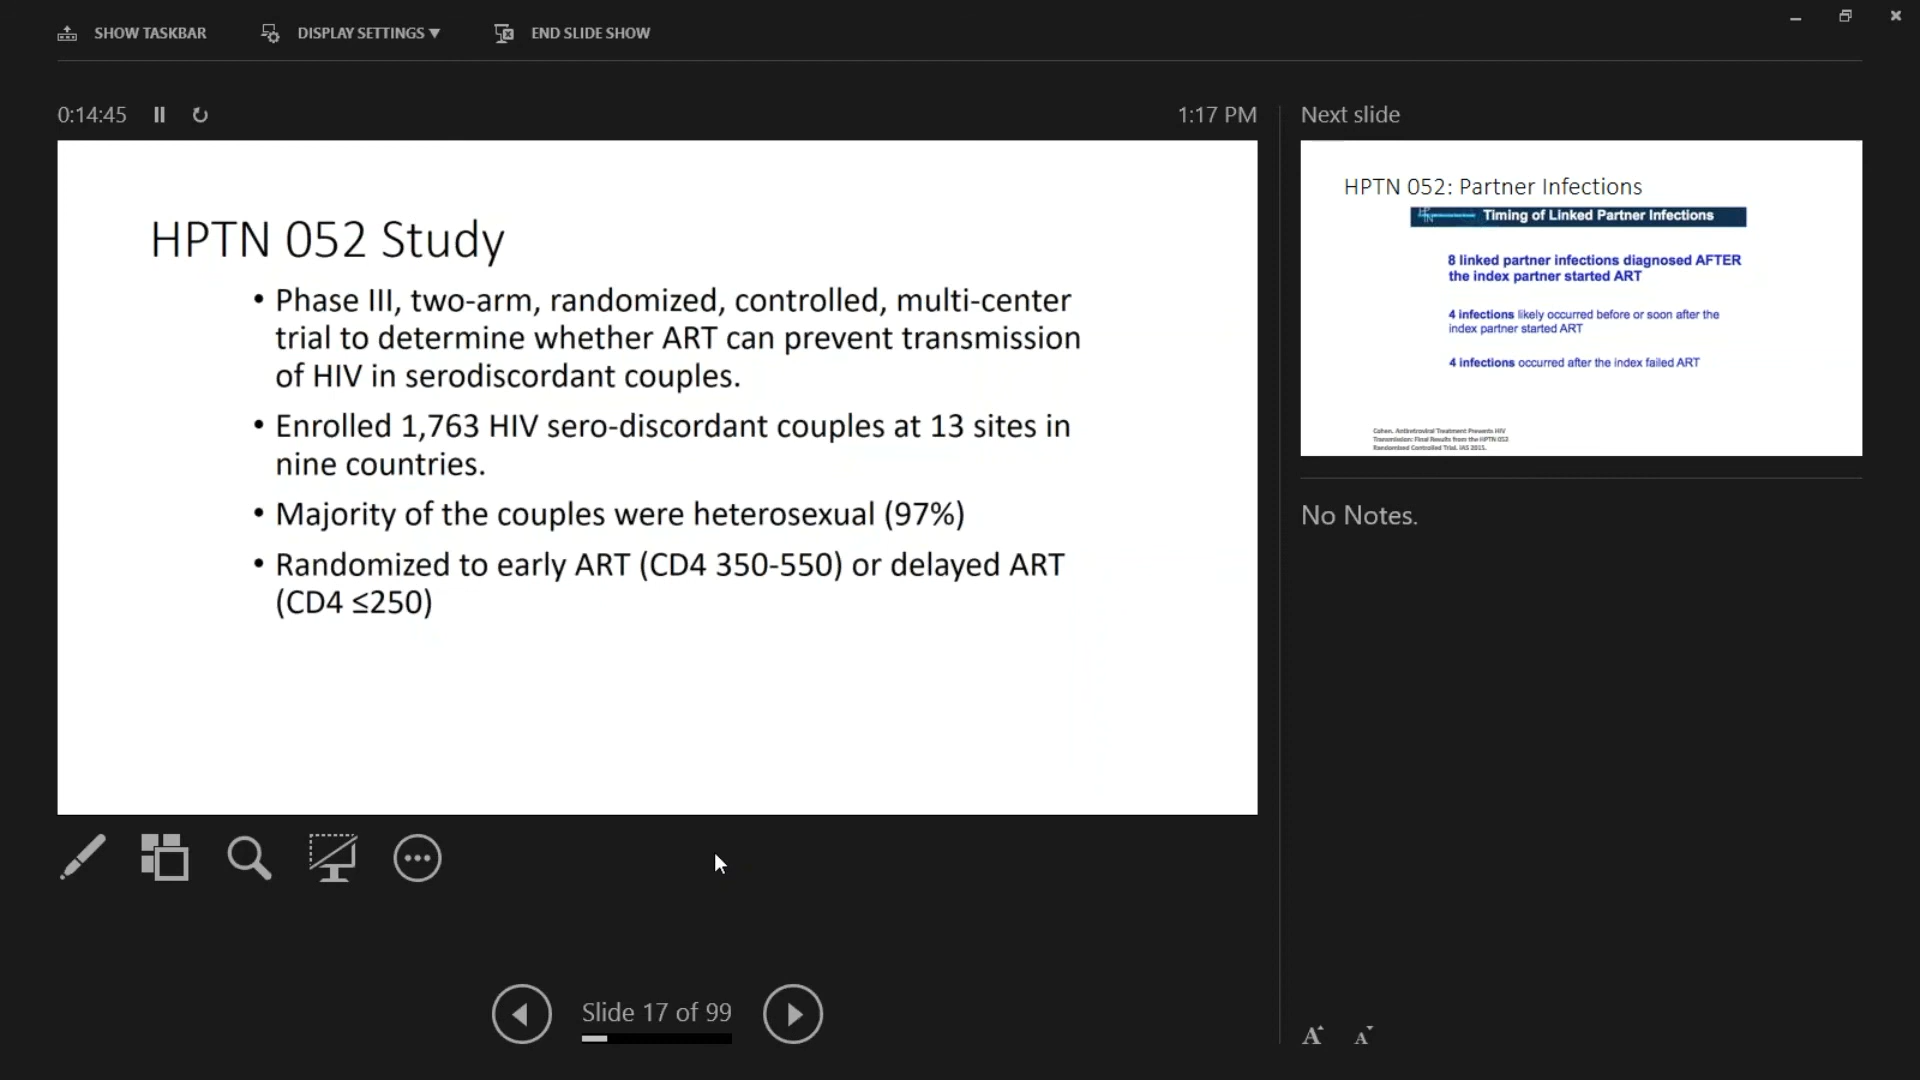 SHOW TASKBAR
DISPLAY SETTINGS ▼
END SLIDE SHOW
0:14:45
1:17 PM
HPTN 052 Study
• Phase III, two-arm, randomized, controlled, multi-center
trial to determine whether ART can prevent transmission
of HIV in serodiscordant couples.
• Enrolled 1,763 HIV sero-discordant couples at 13 sites in
nine countries.
• Majority of the couples were heterosexual (97%)
• Randomized to early ART (CD4 350-550) or delayed ART
(CD4 ≤250)
Slide 17 of 99
Next slide
HPTN 052: Partner Infections
Timing of Linked Partner Infections
8 linked partner infections diagnosed AFTER
the index partner started ART
4 infections likely occurred before or soon after the
index partner started ART
4 infections occurred after the index failed ART
Cohen. Antiretroviral Treatment Prevents HIV
Transmission: Final Results from the HPTN 052
Randomized Controlled Trial. IAS 2015.
No Notes.
A A